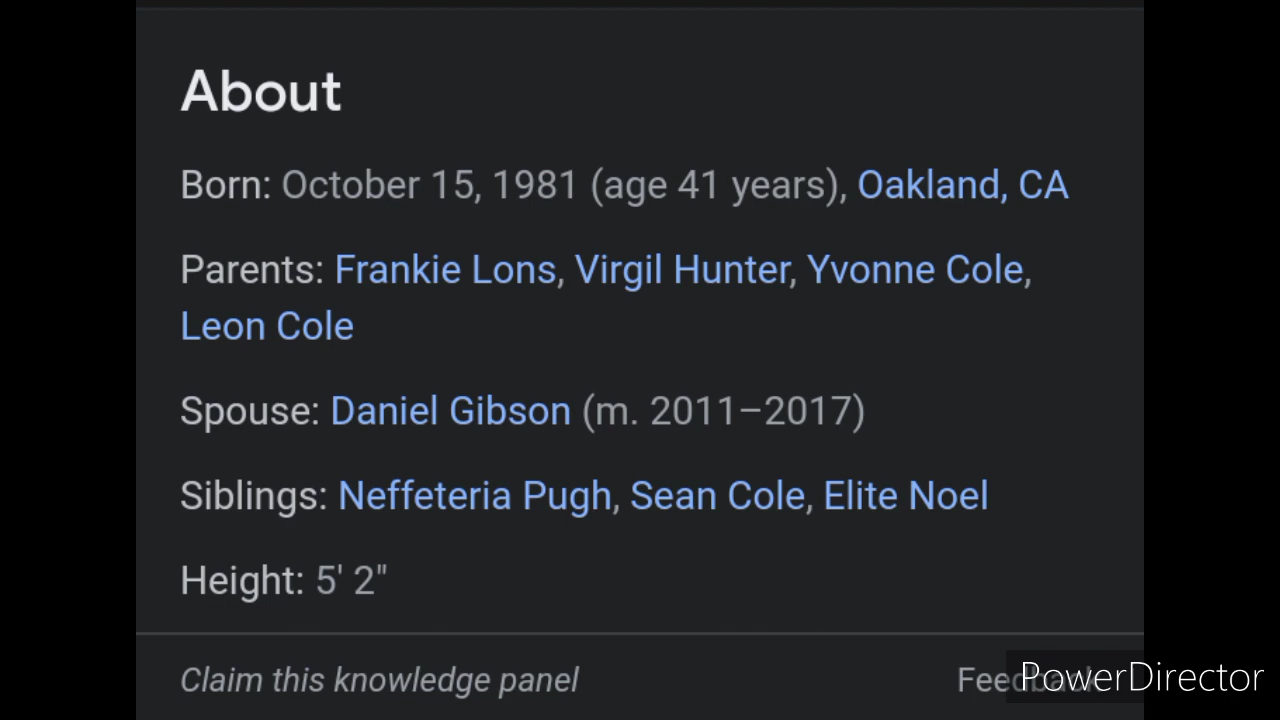 About
Born: October 15, 1981 (age 41 years), Oakland, CA
Parents: Frankie Lons, Virgil Hunter, Yvonne Cole,
Leon Cole
Spouse: Daniel Gibson (m. 2011–2017)
Siblings: Neffeteria Pugh, Sean Cole, Elite Noel
Height: 5' 2"
Claim this knowledge panel
Feedback
PowerDirector